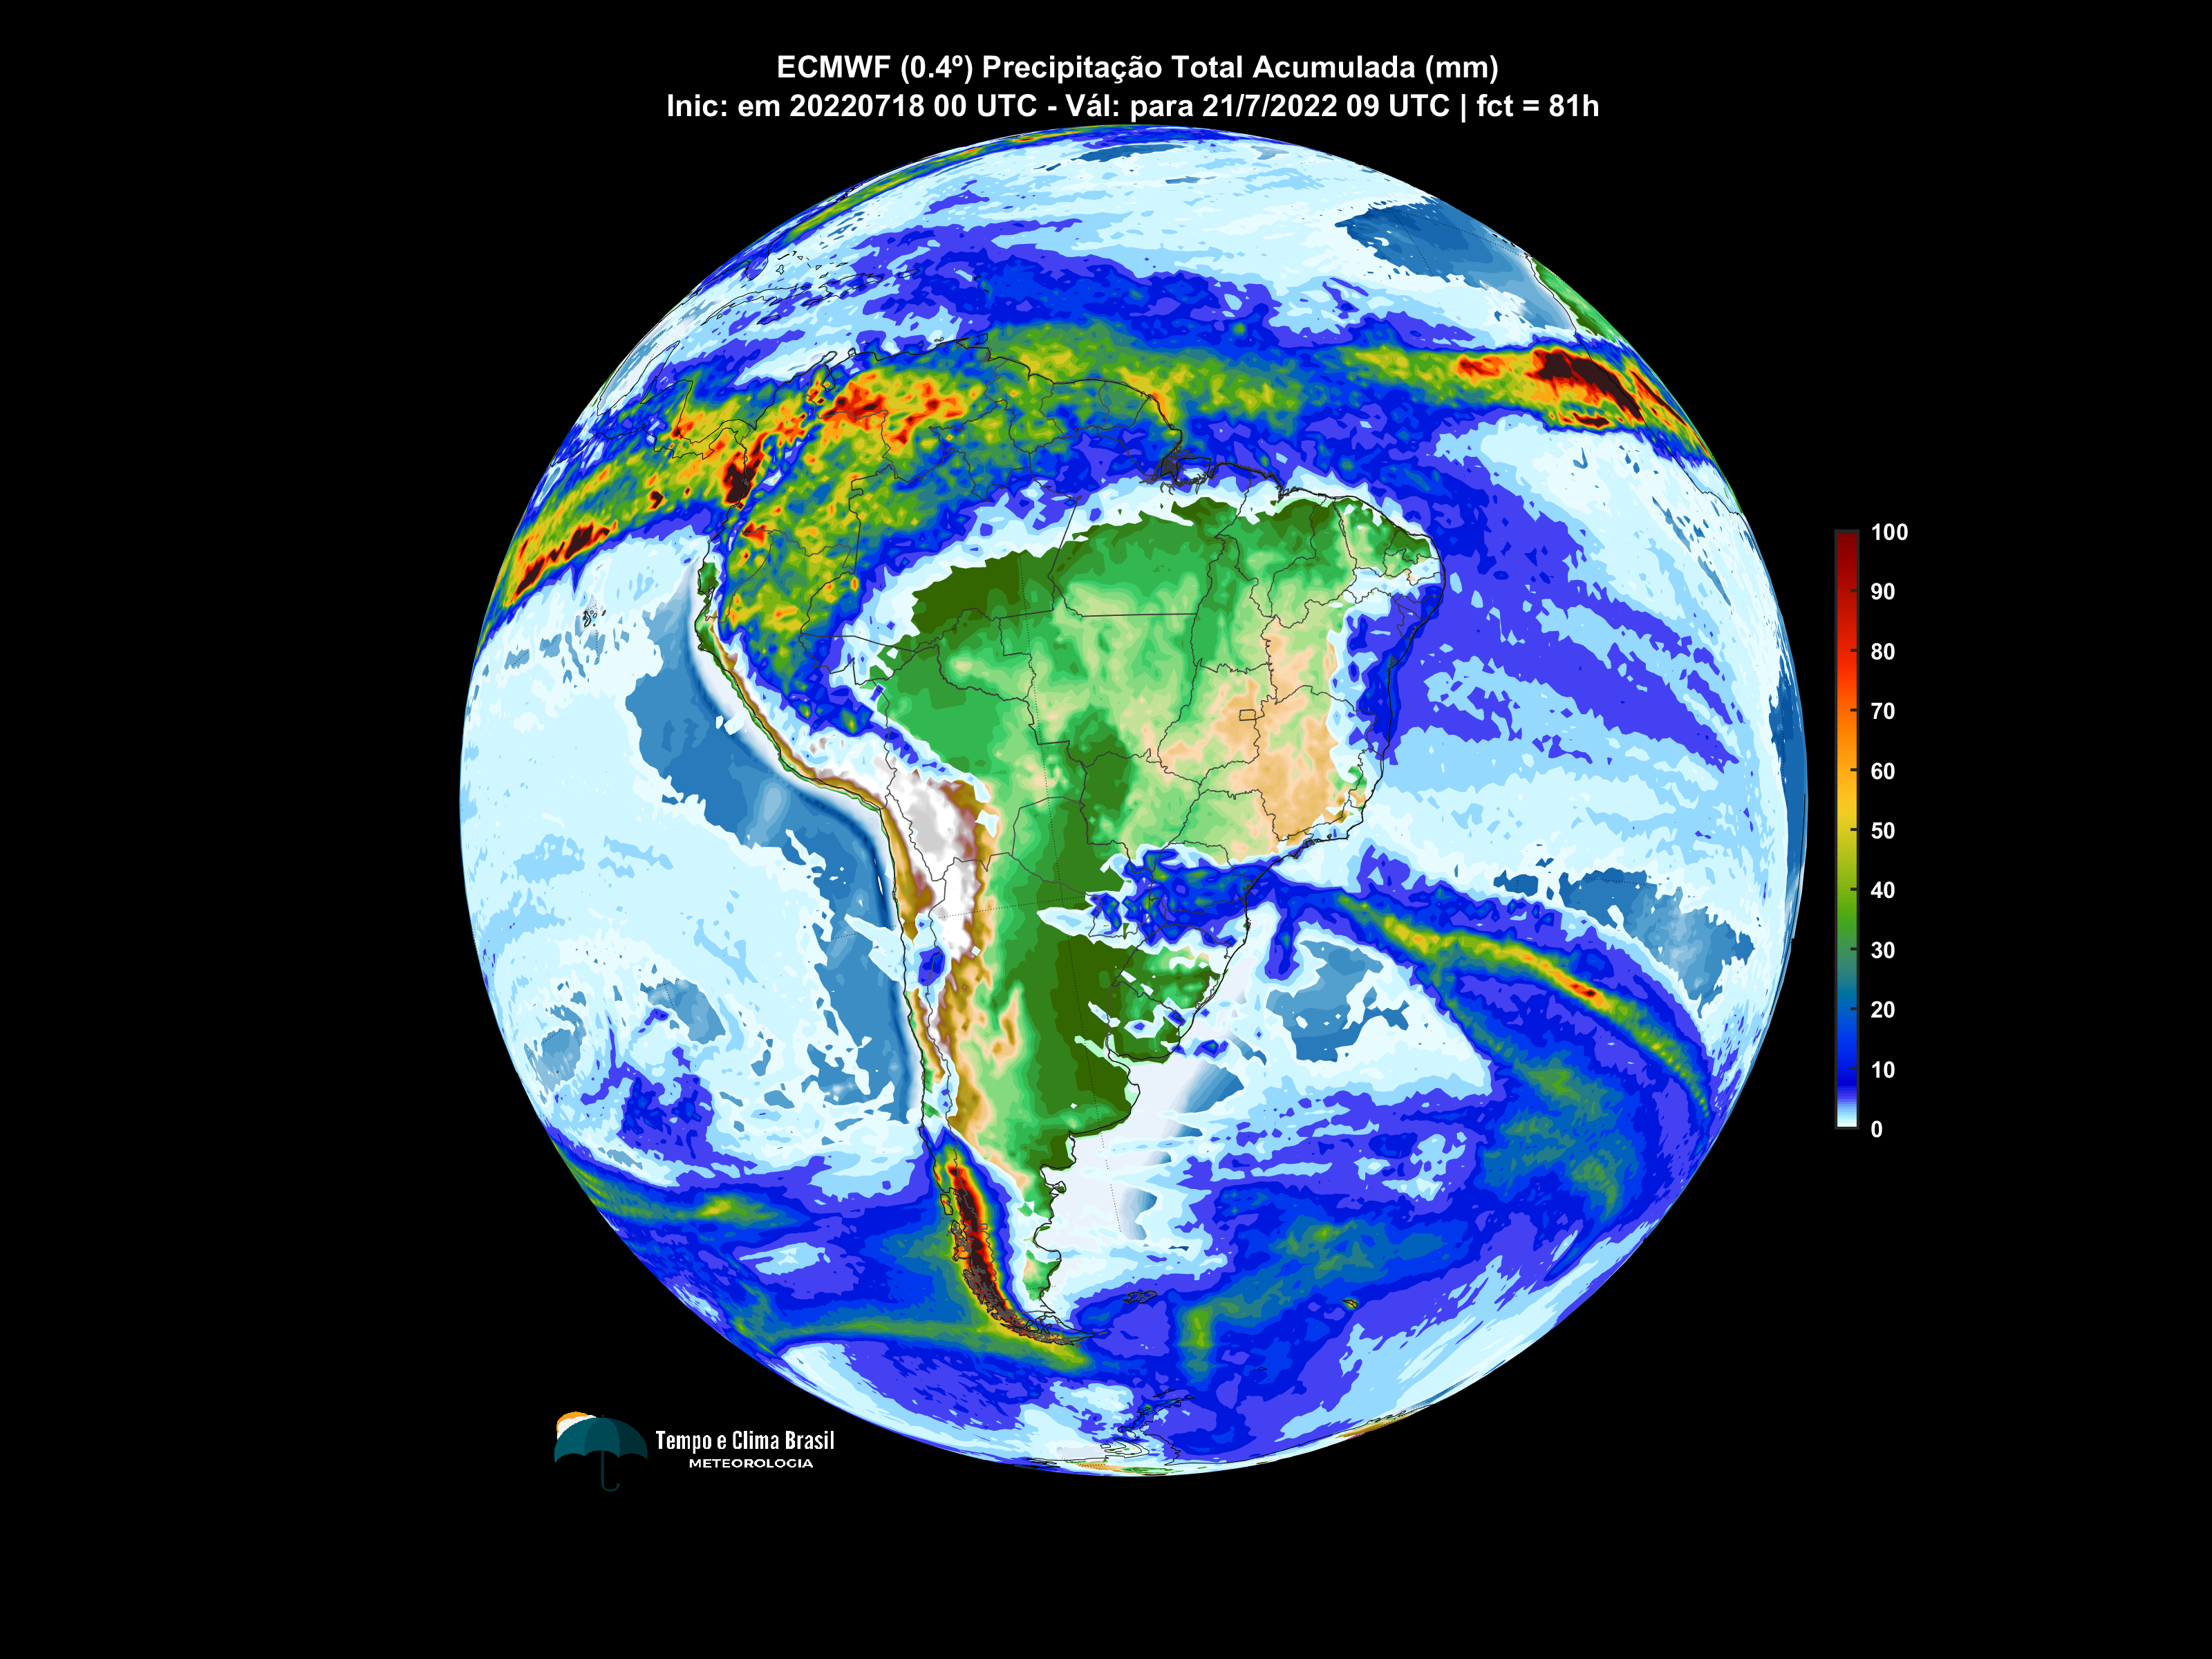 ECMWF (0.4º) Precipitação Total Acumulada (mm)
Inic: em 20220718 00 UTC - Vál: para 21/7/2022 09 UTC | fct = 81h
100
90
80
70
60
50
40
30
20
10
0
Tempo e Clima Brasil
METEOROLOGIA